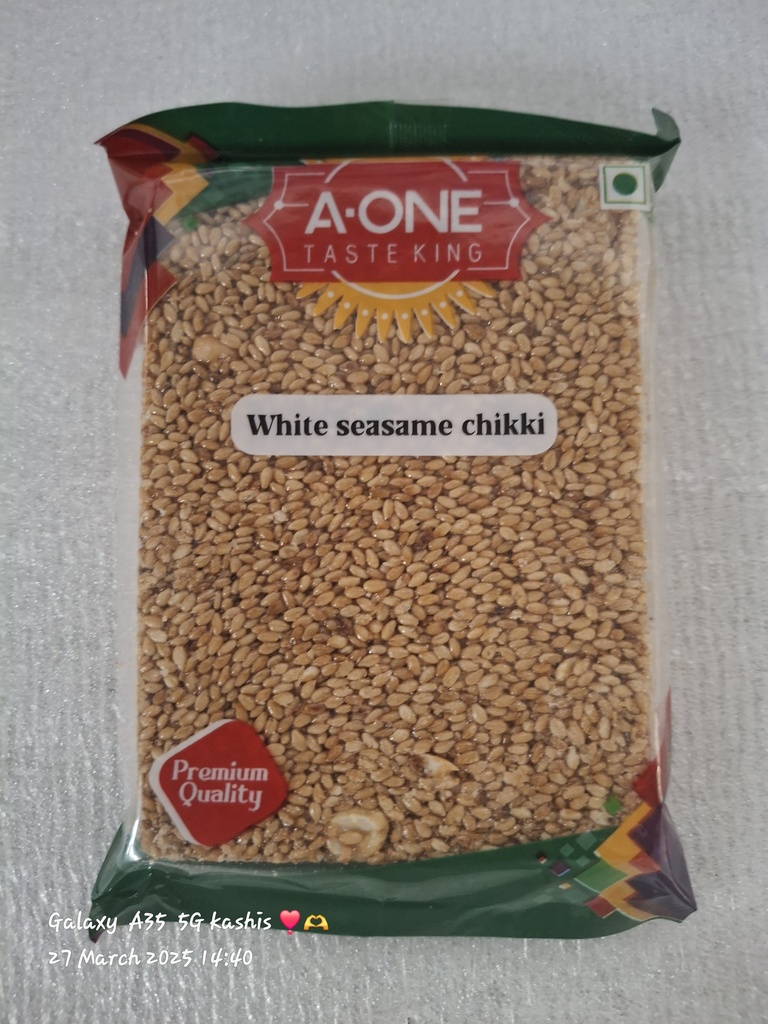 A·ONE
TASTE KING
White seasame chikki
Premium
Quality
Galaxy A35 5G kashis ❣️🫶
27 March 2025 14:40